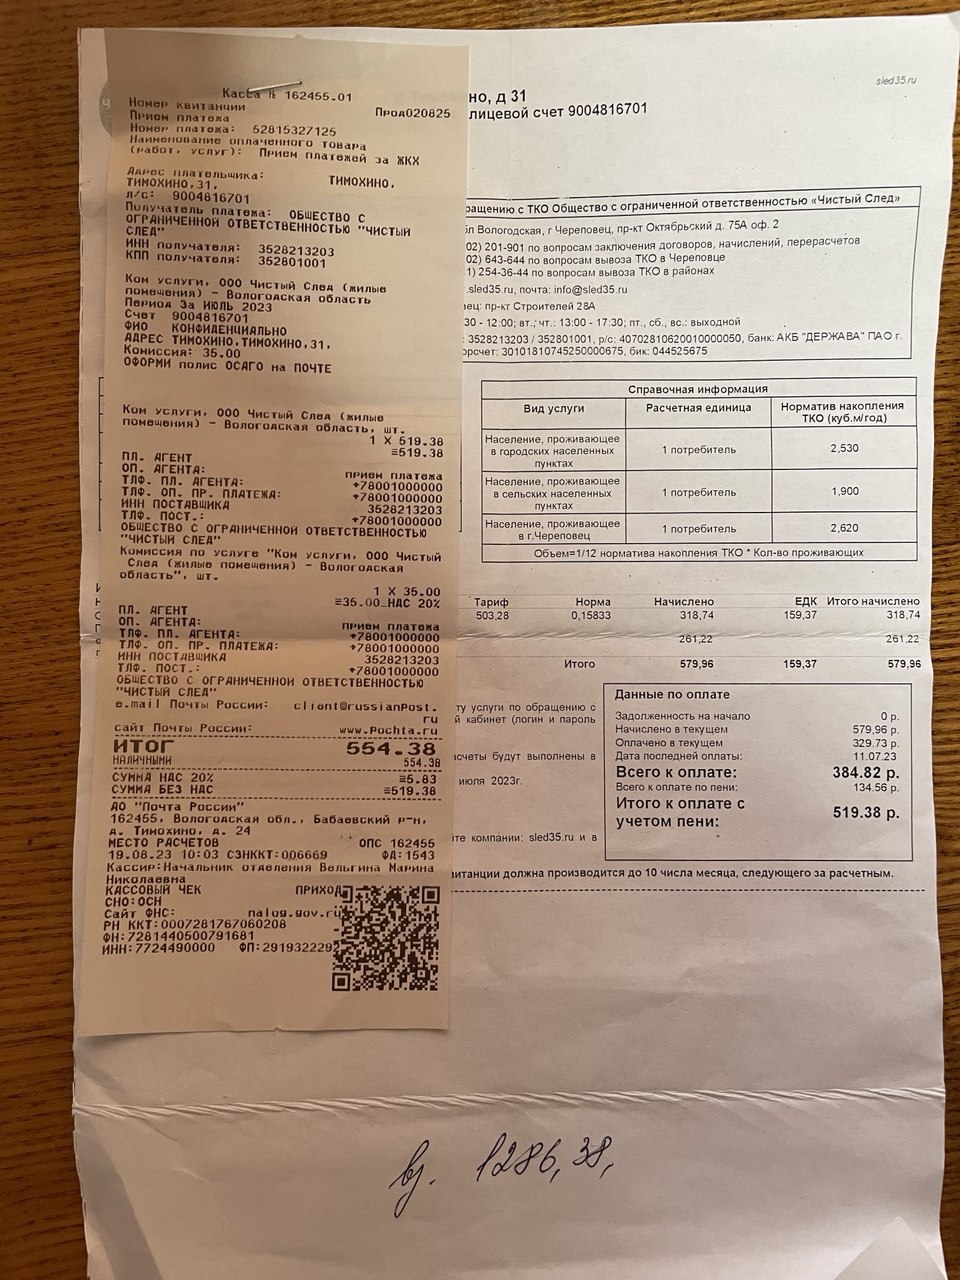 Касса N 162455.01
Номер квитанции Прод020825
Прием платежа
Номер платежа: 52815327125
Наименование оплаченного товара
(работ, услуг): Прием платежей за ЖКХ
Адрес плательщика: ТИМОХИНО,
ТИМОХИНО,31,
л/с: 9004816701
Получатель платежа: ОБЩЕСТВО С
ОГРАНИЧЕННОЙ ОТВЕТСТВЕННОСТЬЮ "ЧИСТЫЙ
СЛЕД"
ИНН получателя: 3528213203
КПП получателя: 352801001
Ком услуги, ООО Чистый След (жилые
помещения) - Вологодская область
Период За ИЮЛЬ 2023
Счет 9004816701
ФИО КОНФИДЕНЦИАЛЬНО
АДРЕС ТИМОХИНО,ТИМОХИНО,31,
Комиссия: 35.00
ОФОРМИ полис ОСАГО на ПОЧТЕ
Ком услуги, ООО Чистый След (жилые
помещения) - Вологодская область, шт.
1 X 519.38
≡519.38
ПЛ. АГЕНТ
ОП. АГЕНТА: прием платежа
ТЛФ. ПЛ. АГЕНТА: +78001000000
ТЛФ. ОП. ПР. ПЛАТЕЖА: +78001000000
ИНН ПОСТАВЩИКА 3528213203
ТЛФ. ПОСТ.: +78001000000
ОБЩЕСТВО С ОГРАНИЧЕННОЙ ОТВЕТСТВЕННОСТЬЮ
"ЧИСТЫЙ СЛЕД"
Комиссия по услуге "Ком услуги, ООО Чистый
След (жилые помещения) - Вологодская
область", шт.
1 X 35.00
≡35.00_НДС 20%
ПЛ. АГЕНТ
ОП. АГЕНТА: прием платежа
ТЛФ. ПЛ. АГЕНТА: +78001000000
ТЛФ. ОП. ПР. ПЛАТЕЖА: +78001000000
ИНН ПОСТАВЩИКА 3528213203
ТЛФ. ПОСТ.: +78001000000
ОБЩЕСТВО С ОГРАНИЧЕННОЙ ОТВЕТСТВЕННОСТЬЮ
"ЧИСТЫЙ СЛЕД"
e.mail Почты России: client@russianPost.
ru
сайт Почты России: www.Pochta.ru
ИТОГ 554.38
НАЛИЧНЫМИ 554.38
СУММА НДС 20% ≡5.83
СУММА БЕЗ НДС ≡519.38
АО "Почта России"
162455, Вологодская обл., Бабаевский р-н,
д. Тимохино, д. 24
МЕСТО РАСЧЕТОВ ОПС 162455
19.08.23 10:03 СЗНККТ:006669 ФД:1543
Кассир:Начальник отделения Вельгина Марина
Николаевна
КАССОВЫЙ ЧЕК ПРИХОД
СНО:ОСН
Сайт ФНС: nalog.gov.ru
РН ККТ:0007281767060208
ФН:7281440500791681
ИНН:7724490000 ФП:291932229
sled35.ru
но, д 31
лицевой счет 9004816701
ращению с ТКО Общество с ограниченной ответственностью «Чистый След»
бл Вологодская, г Череповец, пр-кт Октябрьский д. 75А оф. 2
02) 201-901 по вопросам заключения договоров, начислений, перерасчетов
02) 643-644 по вопросам вывоза ТКО в Череповце
1) 254-36-44 по вопросам вывоза ТКО в районах
.sled35.ru, почта: info@sled35.ru
вец: пр-кт Строителей 28А
30 - 12:00; вт., чт.: 13:00 - 17:30; пт., сб., вс.: выходной
: 3528213203 / 352801001, р/с: 40702810620010000050, банк: АКБ "ДЕРЖАВА" ПАО г.
орсчет: 30101810745250000675, бик: 044525675
Справочная информация
Вид услуги Расчетная единица Норматив накопления ТКО (куб.м/год)
Население, проживающее в городских населенных пунктах 1 потребитель 2,530
Население, проживающее в сельских населенных пунктах 1 потребитель 1,900
Население, проживающее в г.Череповец 1 потребитель 2,620
Объем=1/12 норматива накопления ТКО * Кол-во проживающих
Тариф Норма Начислено ЕДК Итого начислено
503,28 0,15833 318,74 159,37 318,74
261,22 261,22
Итого 579,96 159,37 579,96
ту услуги по обращению с
й кабинет (логин и пароль
асчеты будут выполнены в
июля 2023г.
йте компании: sled35.ru и в
Данные по оплате
Задолженность на начало 0 р.
Начислено в текущем 579,96 р.
Оплачено в текущем 329.73 р.
Дата последней оплаты: 11.07.23
Всего к оплате: 384.82 р.
Всего к оплате по пени: 134.56 р.
Итого к оплате с
учетом пени: 519.38 р.
витанции должна производится до 10 числа месяца, следующего за расчетным.
1286,38,